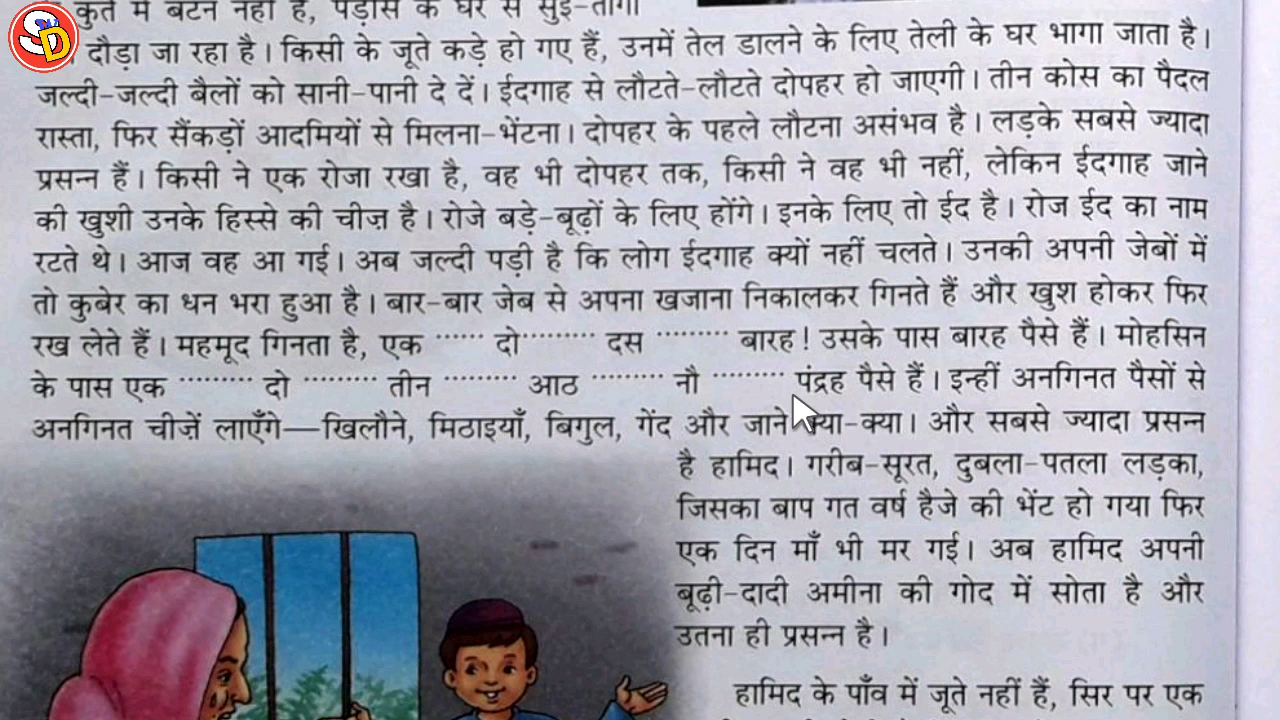 कुर्ते में बटन नहीं है, पड़ोस के घर से सुई-तागा
दौड़ा जा रहा है। किसी के जूते कड़े हो गए हैं, उनमें तेल डालने के लिए तेली के घर भागा जाता है।
जल्दी-जल्दी बैलों को सानी-पानी दे दें। ईदगाह से लौटते-लौटते दोपहर हो जाएगी। तीन कोस का पैदल
रास्ता, फिर सैंकड़ों आदमियों से मिलना-भेंटना। दोपहर के पहले लौटना असंभव है। लड़के सबसे ज्यादा
प्रसन्न हैं। किसी ने एक रोजा रखा है, वह भी दोपहर तक, किसी ने वह भी नहीं, लेकिन ईदगाह जाने
की खुशी उनके हिस्से की चीज़ है। रोजे बड़े-बूढ़ों के लिए होंगे। इनके लिए तो ईद है। रोज ईद का नाम
रटते थे। आज वह आ गई। अब जल्दी पड़ी है कि लोग ईदगाह क्यों नहीं चलते। उनकी अपनी जेबों में
तो कुबेर का धन भरा हुआ है। बार-बार जेब से अपना खजाना निकालकर गिनते हैं और खुश होकर फिर
रख लेते हैं। महमूद गिनता है, एक ...... दो......... दस ......... बारह! उसके पास बारह पैसे हैं। मोहसिन
के पास एक ......... दो ......... तीन ......... आठ ......... नौ ......... पंद्रह पैसे हैं। इन्हीं अनगिनत पैसों से
अनगिनत चीज़ें लाएँगे—खिलौने, मिठाइयाँ, बिगुल, गेंद और जाने क्या-क्या। और सबसे ज्यादा प्रसन्न
है हामिद। गरीब-सूरत, दुबला-पतला लड़का,
जिसका बाप गत वर्ष हैजे की भेंट हो गया फिर
एक दिन माँ भी मर गई। अब हामिद अपनी
बूढ़ी-दादी अमीना की गोद में सोता है और
उतना ही प्रसन्न है।
हामिद के पाँव में जूते नहीं हैं, सिर पर एक